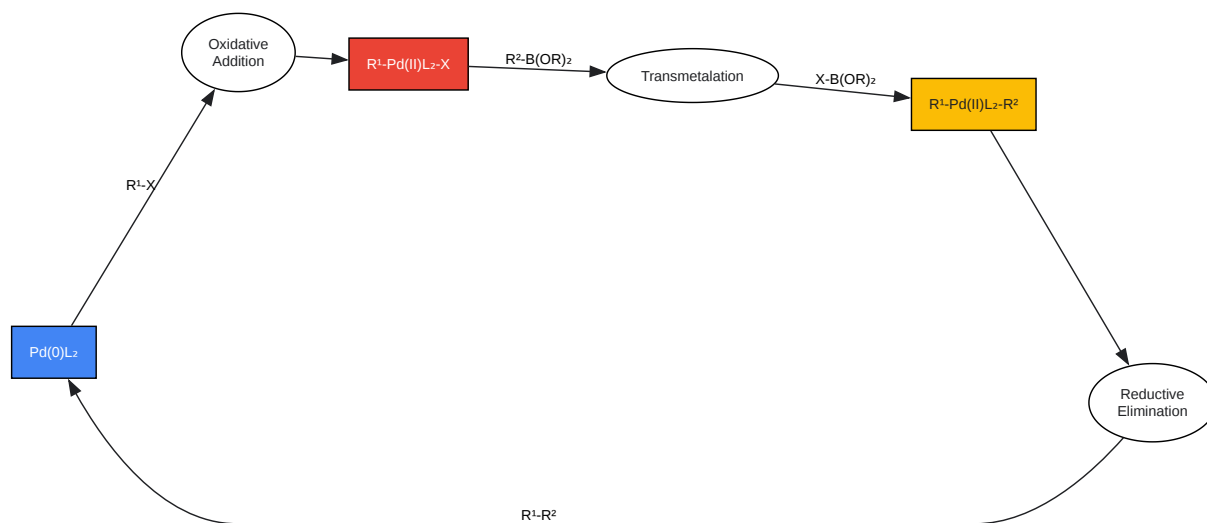 Oxidative
Addition
R¹-Pd(II)L₂-X
R²-B(OR)₂
Transmetalation
X-B(OR)₂
R¹-Pd(II)L₂-R²
R¹-X
Pd(0)L₂
Reductive
Elimination
R¹-R²